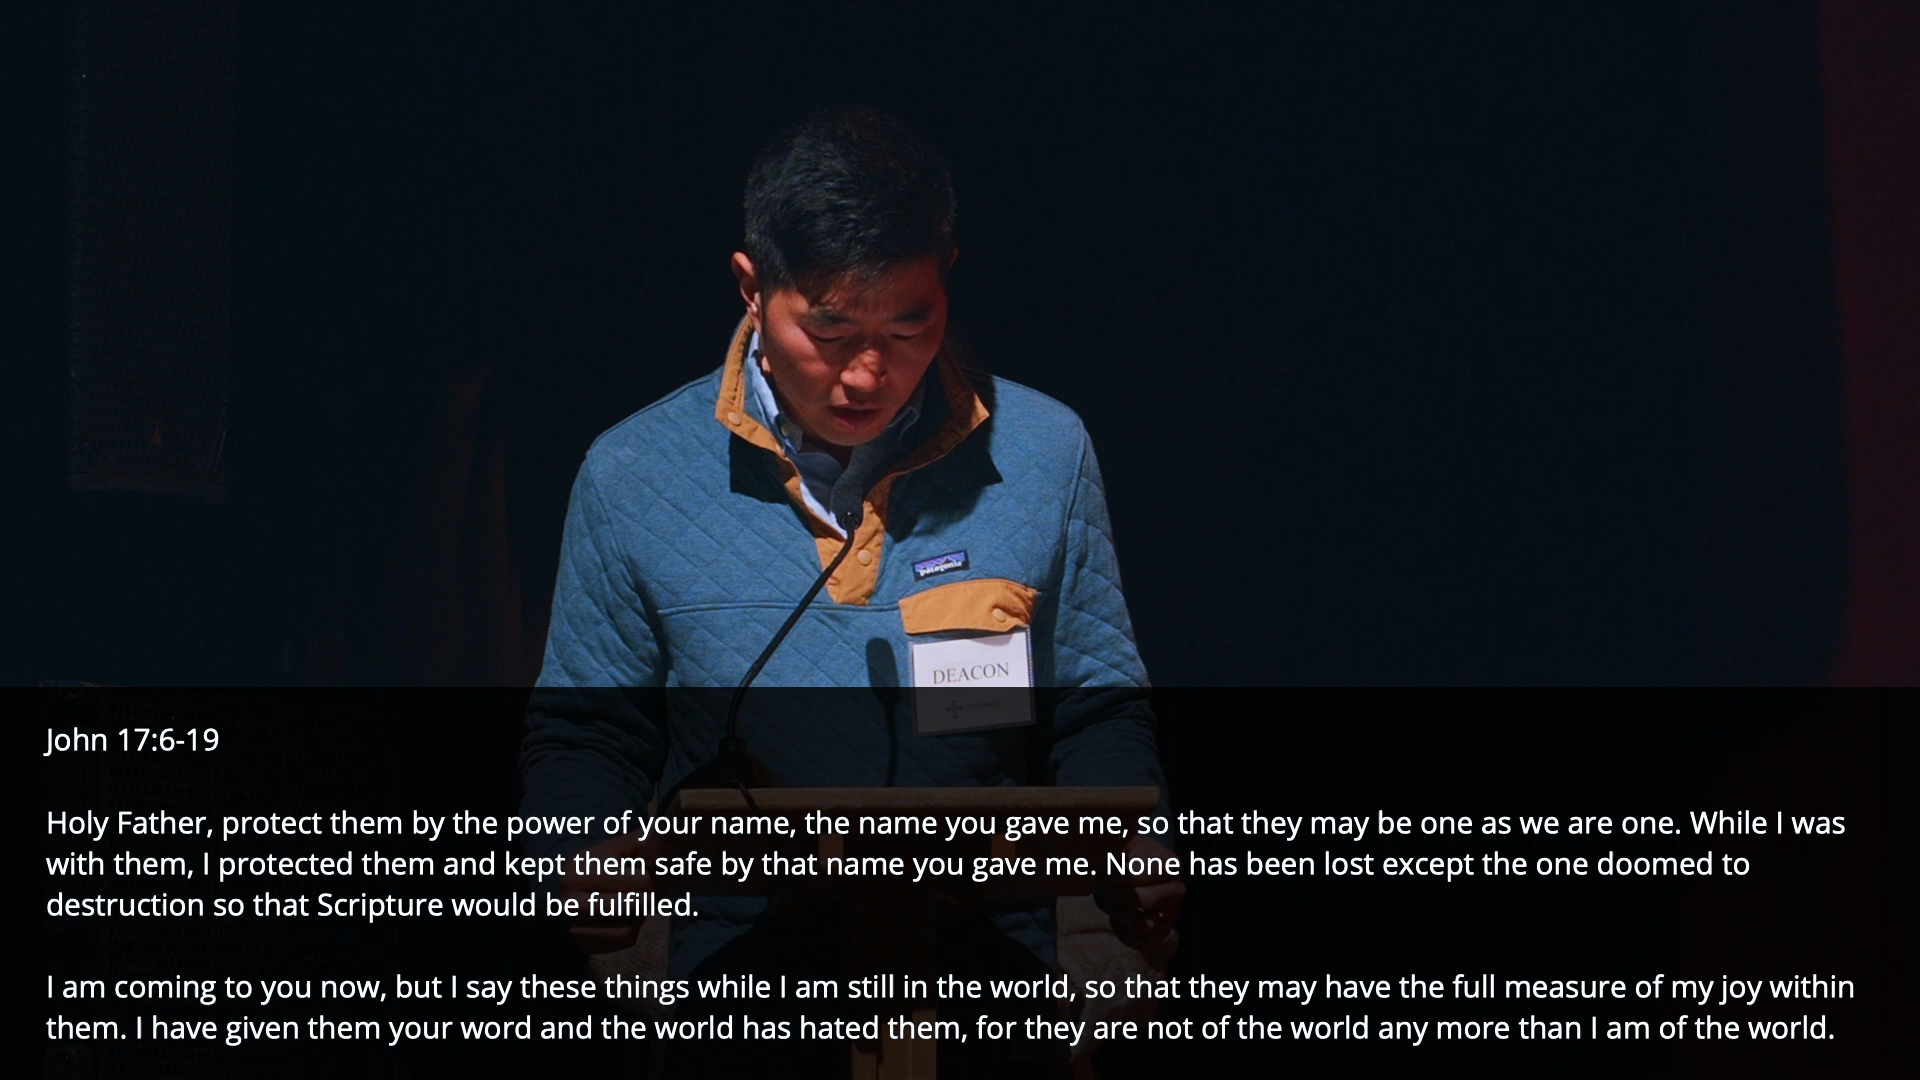 patagonia
DEACON
John 17:6-19
Holy Father, protect them by the power of your name, the name you gave me, so that they may be one as we are one. While I was
with them, I protected them and kept them safe by that name you gave me. None has been lost except the one doomed to
destruction so that Scripture would be fulfilled.
I am coming to you now, but I say these things while I am still in the world, so that they may have the full measure of my joy within
them. I have given them your word and the world has hated them, for they are not of the world any more than I am of the world.